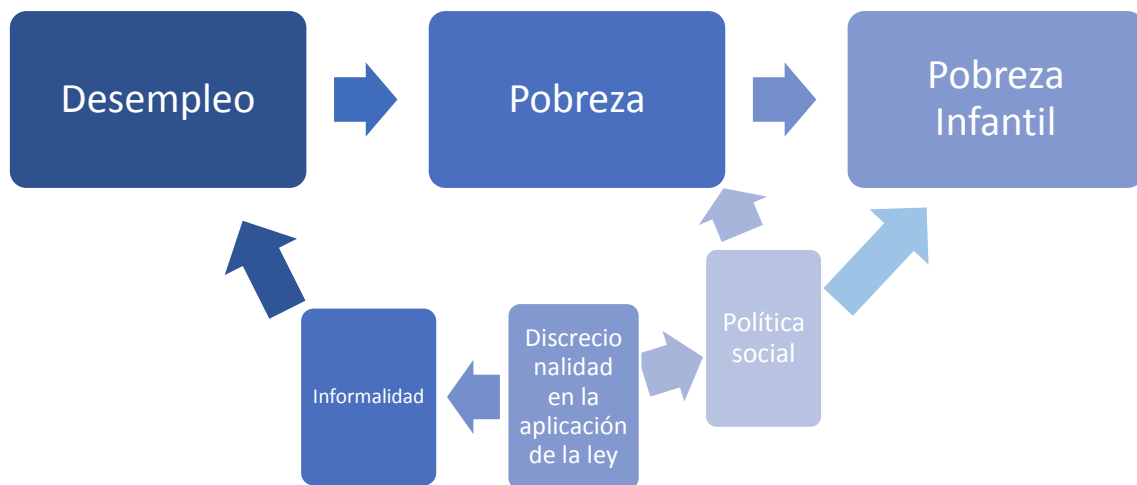 Desempleo
Pobreza
Pobreza
Infantil
Informalidad
Discrecio
nalidad
en la
aplicación
de la ley
Política
social